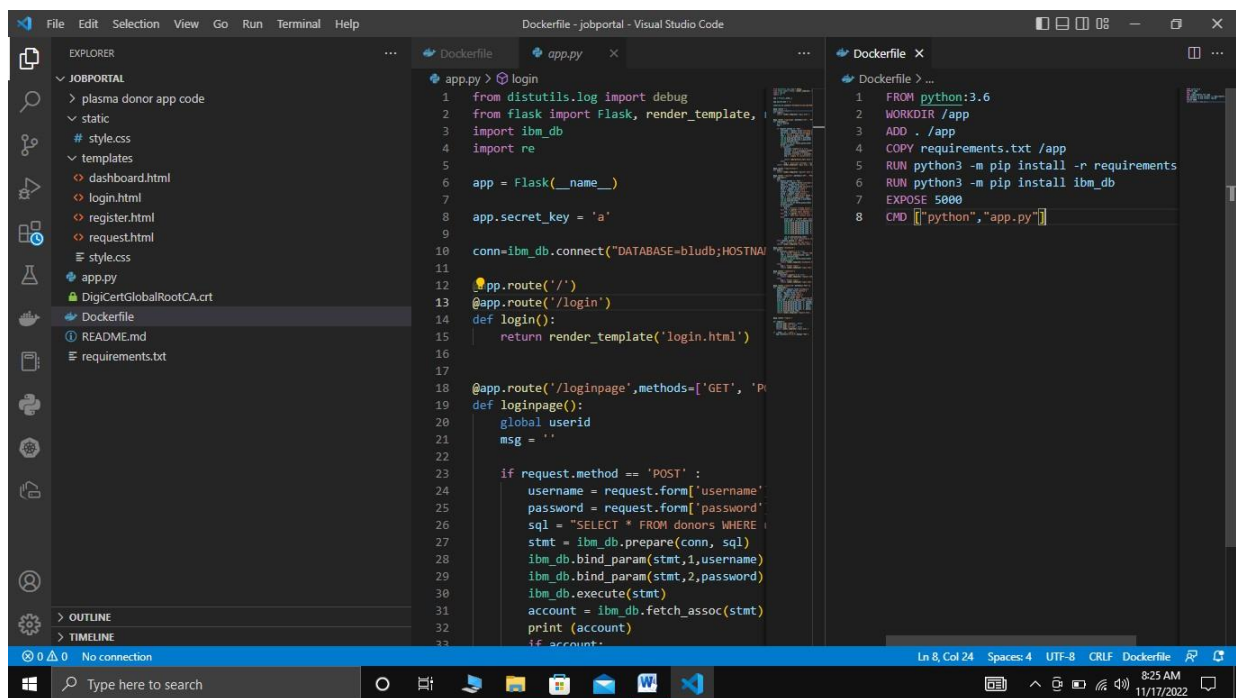 File Edit Selection View Go Run Terminal Help
Dockerfile - jobportal - Visual Studio Code
EXPLORER
JOBPORTAL
plasma donor app code
static
style.css
templates
dashboard.html
login.html
register.html
request.html
style.css
app.py
DigiCertGlobalRootCA.crt
Dockerfile
README.md
requirements.txt
OUTLINE
TIMELINE
Dockerfile app.py
app.py > login
1 from distutils.log import debug
2 from flask import Flask, render_template,
3 import ibm_db
4 import re
5
6 app = Flask(__name__)
7
8 app.secret_key = 'a'
9
10 conn=ibm_db.connect("DATABASE=bludb;HOSTNA
11
12 @app.route('/')
13 @app.route('/login')
14 def login():
15 return render_template('login.html')
16
17
18 @app.route('/loginpage',methods=['GET', 'P
19 def loginpage():
20 global userid
21 msg = ''
22
23 if request.method == 'POST' :
24 username = request.form['username'
25 password = request.form['password'
26 sql = "SELECT * FROM donors WHERE
27 stmt = ibm_db.prepare(conn, sql)
28 ibm_db.bind_param(stmt,1,username)
29 ibm_db.bind_param(stmt,2,password)
30 ibm_db.execute(stmt)
31 account = ibm_db.fetch_assoc(stmt)
32 print (account)
33 if account:
Dockerfile
Dockerfile > ...
1 FROM python:3.6
2 WORKDIR /app
3 ADD . /app
4 COPY requirements.txt /app
5 RUN python3 -m pip install -r requirements
6 RUN python3 -m pip install ibm_db
7 EXPOSE 5000
8 CMD ["python","app.py"]
0 0 No connection
Ln 8, Col 24 Spaces: 4 UTF-8 CRLF Dockerfile
Type here to search
8:25 AM
11/17/2022